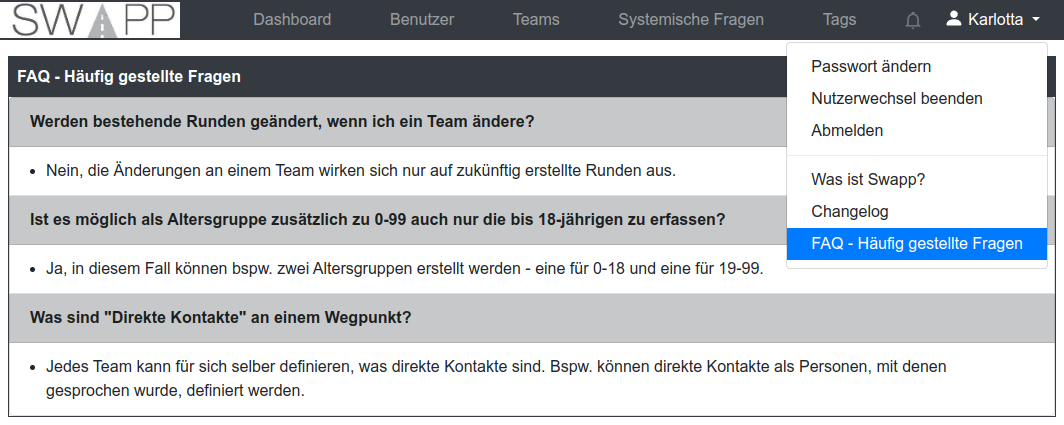 SWAPP
Dashboard
Benutzer
Teams
Systemische Fragen
Tags
Karlotta
Passwort ändern
Nutzerwechsel beenden
Abmelden
Was ist Swapp?
Changelog
FAQ - Häufig gestellte Fragen
FAQ - Häufig gestellte Fragen
Werden bestehende Runden geändert, wenn ich ein Team ändere?
Nein, die Änderungen an einem Team wirken sich nur auf zukünftig erstellte Runden aus.
Ist es möglich als Altersgruppe zusätzlich zu 0-99 auch nur die bis 18-jährigen zu erfassen?
Ja, in diesem Fall können bspw. zwei Altersgruppen erstellt werden - eine für 0-18 und eine für 19-99.
Was sind "Direkte Kontakte" an einem Wegpunkt?
Jedes Team kann für sich selber definieren, was direkte Kontakte sind. Bspw. können direkte Kontakte als Personen, mit denen
gesprochen wurde, definiert werden.